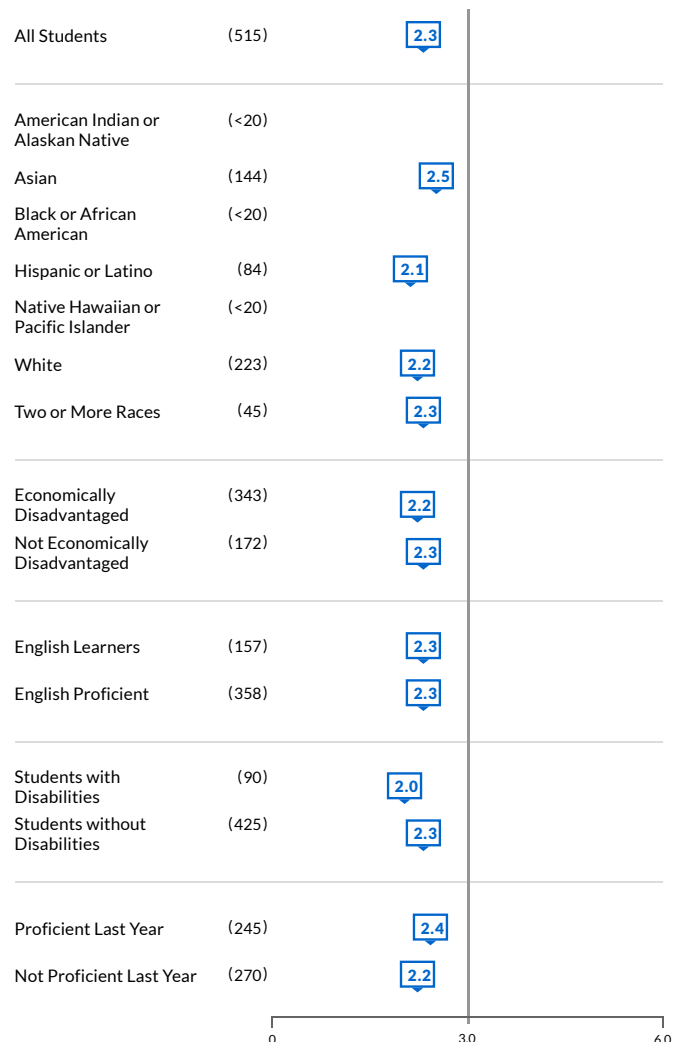 All Students (515) 2.3
American Indian or (<20)
Alaskan Native
Asian (144) 2.5
Black or African (<20)
American
Hispanic or Latino (84) 2.1
Native Hawaiian or (<20)
Pacific Islander
White (223) 2.2
Two or More Races (45) 2.3
Economically (343) 2.2
Disadvantaged
Not Economically (172) 2.3
Disadvantaged
English Learners (157) 2.3
English Proficient (358) 2.3
Students with (90) 2.0
Disabilities
Students without (425) 2.3
Disabilities
Proficient Last Year (245) 2.4
Not Proficient Last Year (270) 2.2
0 3.0 6.0